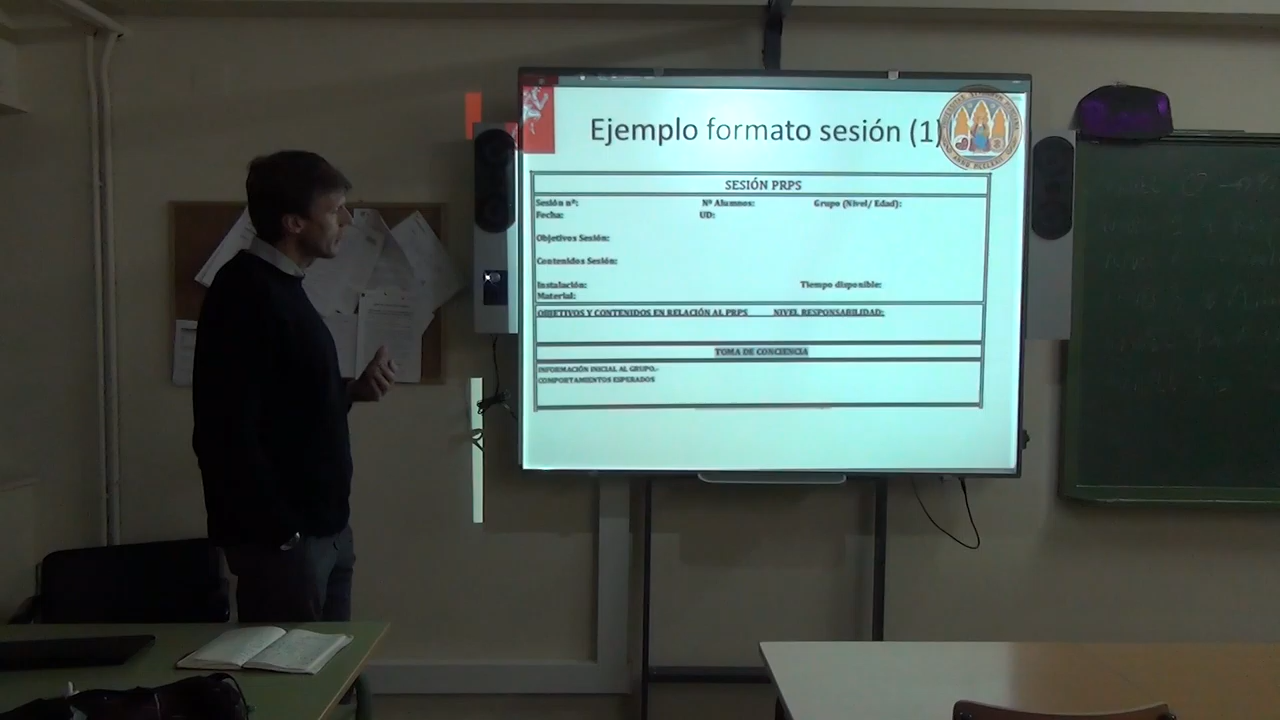 Ejemplo formato sesión (1)
SESIÓN PRPS
Sesión nº: Nº Alumnos: Grupo (Nivel/ Edad):
Fecha: UD:
Objetivos Sesión:
Contenidos Sesión:
Instalación: Tiempo disponible:
Material:
OBJETIVOS Y CONTENIDOS EN RELACIÓN AL PRPS NIVEL RESPONSABILIDAD:
TOMA DE CONCIENCIA
INFORMACIÓN INICIAL AL GRUPO.-
COMPORTAMIENTOS ESPERADOS